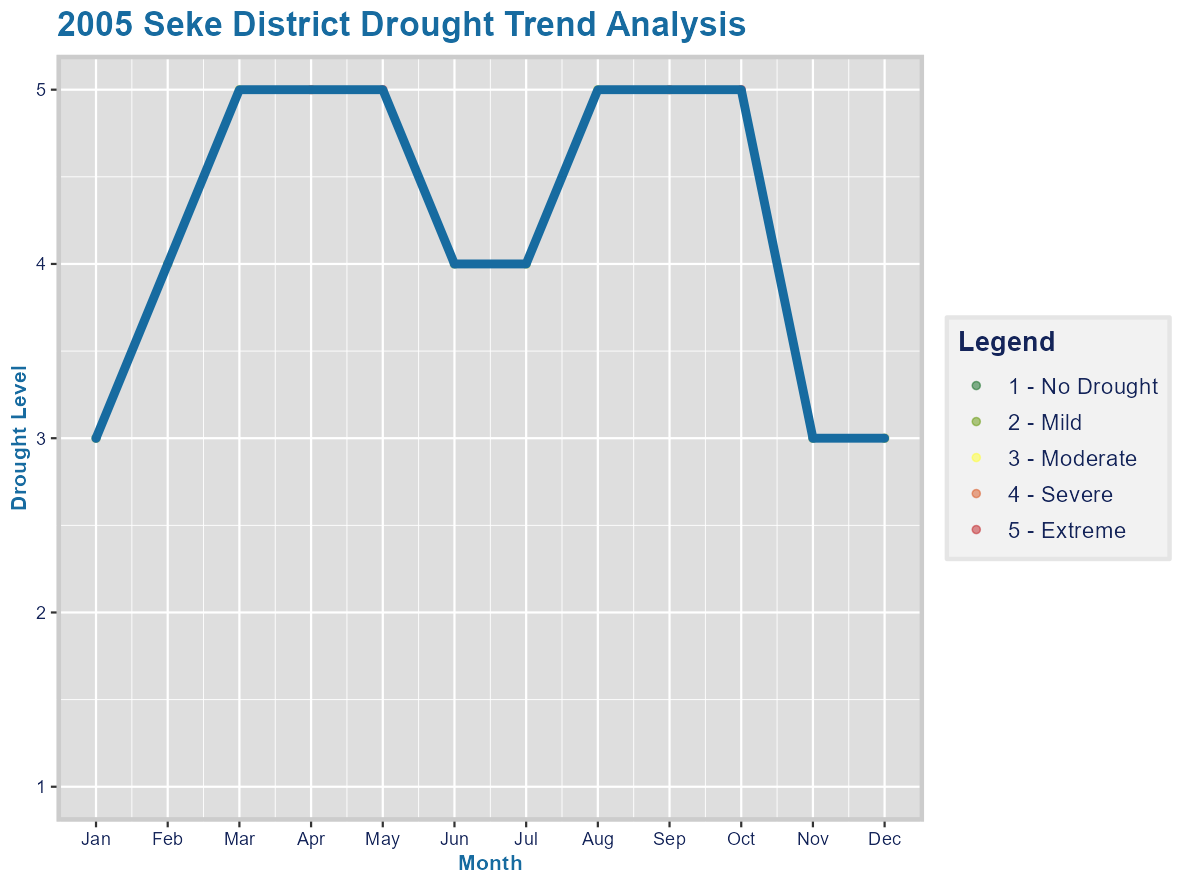 2005 Seke District Drought Trend Analysis
Drought Level
5
4
3
2
1
Jan Feb Mar Apr May Jun Jul Aug Sep Oct Nov Dec
Month
Legend
1 - No Drought
2 - Mild
3 - Moderate
4 - Severe
5 - Extreme